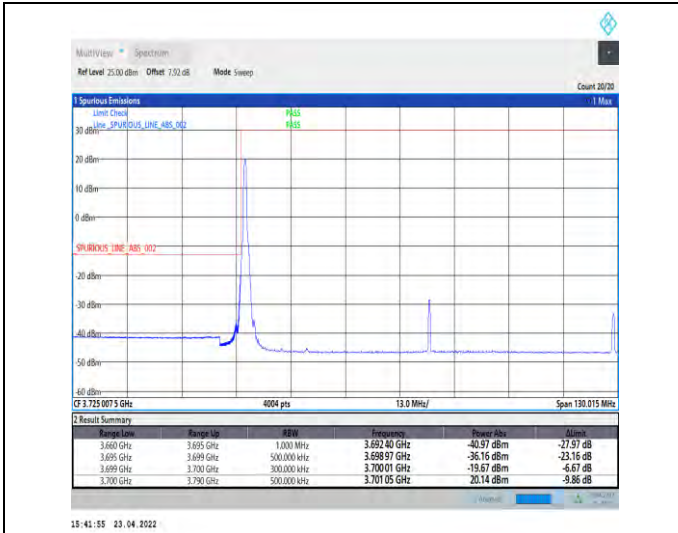 MultiView Spectrum
Ref Level 25.00 dBm Offset 7.92 dB Mode Sweep
Count 20/20
1 Spurious Emissions 1 Max
Limit Check PASS
Line _SPURIOUS_LINE_ABS_002 PASS
30 dBm
20 dBm
10 dBm
0 dBm
SPURIOUS_LINE_ABS_002
-20 dBm
-30 dBm
-40 dBm
-50 dBm
-60 dBm
CF 3.725 007 5 GHz 4004 pts 13.0 MHz/ Span 130.015 MHz
2 Result Summary
Range Low Range Up RBW Frequency Power Abs ΔLimit
3.660 GHz 3.695 GHz 1.000 MHz 3.692 40 GHz -40.97 dBm -27.97 dB
3.695 GHz 3.699 GHz 500.000 kHz 3.698 97 GHz -36.16 dBm -23.16 dB
3.699 GHz 3.700 GHz 300.000 kHz 3.700 01 GHz -19.67 dBm -6.67 dB
3.700 GHz 3.790 GHz 500.000 kHz 3.701 05 GHz 20.14 dBm -9.86 dB
15:41:55 23.04.2022